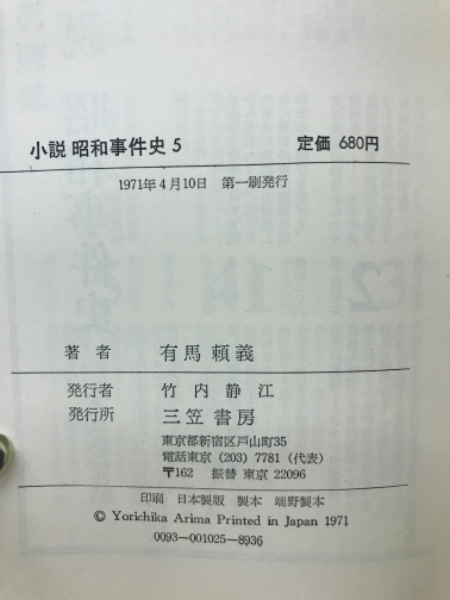 小説 昭和事件史 5 定価 680円
1971年4月10日 第一刷発行
著者 有馬頼義
発行者 竹内静江
発行所 三笠書房
東京都新宿区戸山町35
電話東京 (203) 7781 (代表)
〒162 振替 東京 22096
印刷 日本製版 製本 端野製本
© Yorichika Arima Printed in Japan 1971
0093-001025-8936